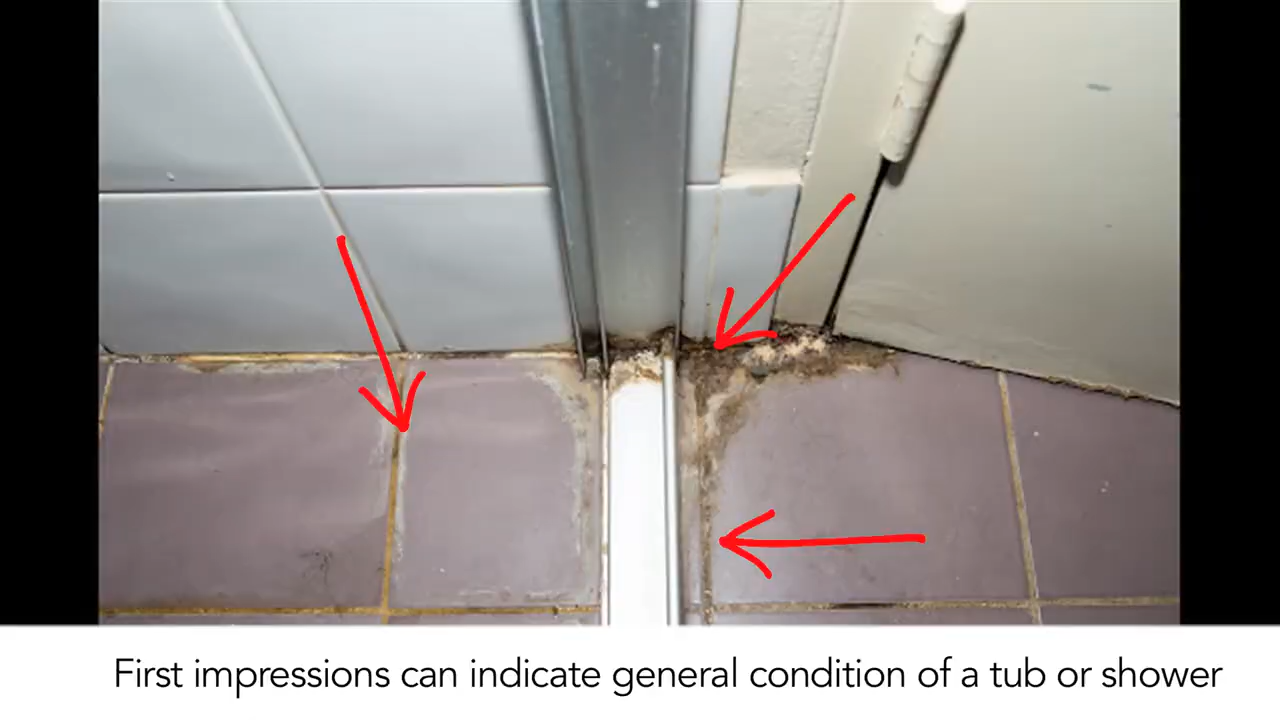 First impressions can indicate general condition of a tub or shower